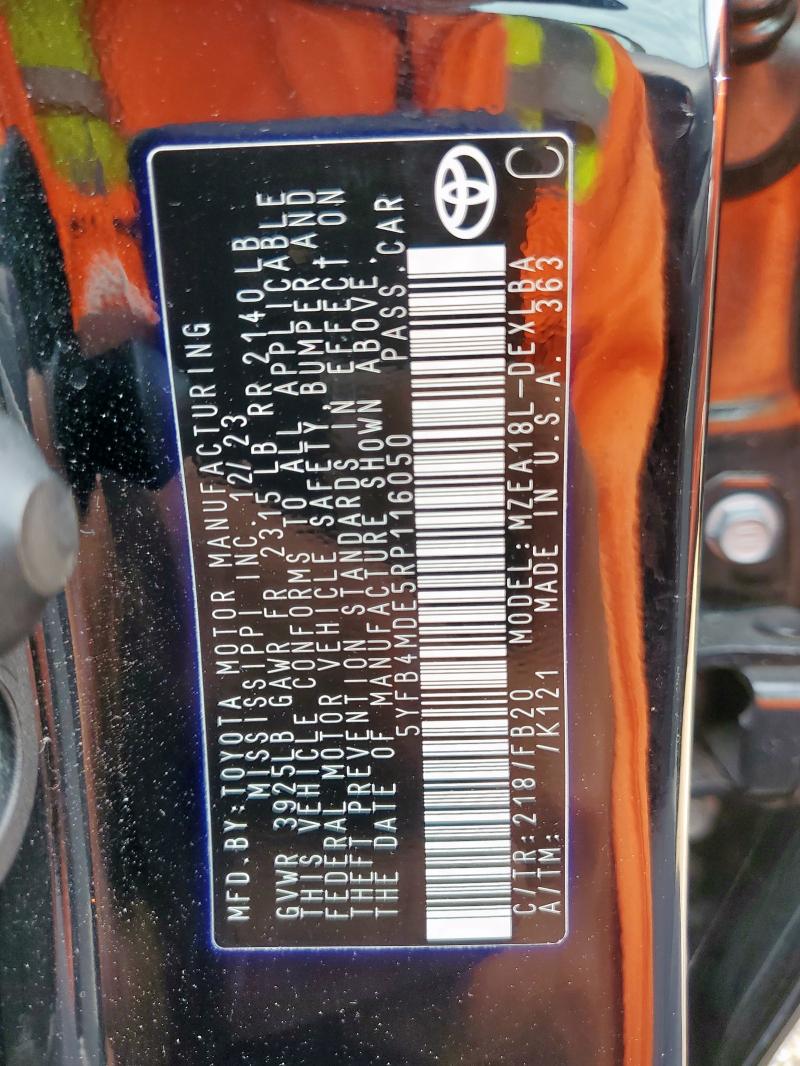 MFD.BY:TOYOTA MOTOR MANUFACTURING
MISSISSIPPI INC. 12/23
GVWR 3925LB GAWR FR 2315 LB RR 2140LB
THIS VEHICLE CONFORMS TO ALL APPLICABLE
FEDERAL MOTOR VEHICLE SAFETY, BUMPER AND
THEFT PREVENTION STANDARDS IN EFFECT ON
THE DATE OF MANUFACTURE SHOWN ABOVE.
5YFB4MDE5RP116050 PASS.CAR
C/TR:218/FB20 MODEL:MZEA18L-DEXLBA
A/TM: /K121 MADE IN U.S.A. 363
C